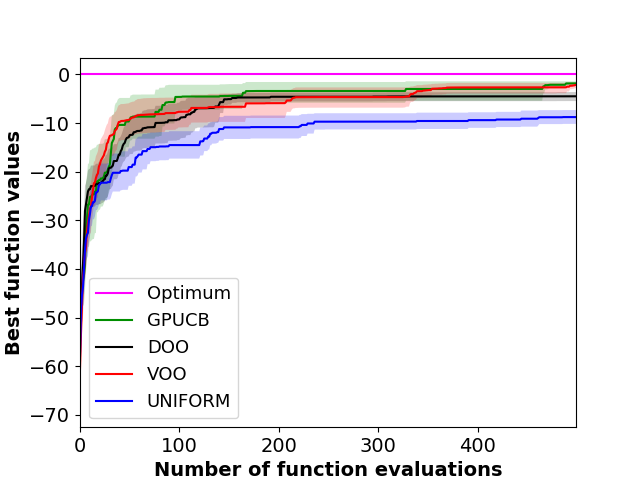 0
−10
−20
−30
−40
−50
−60
−70
Best function values
Optimum
GPUCB
DOO
VOO
UNIFORM
0 100 200 300 400
Number of function evaluations